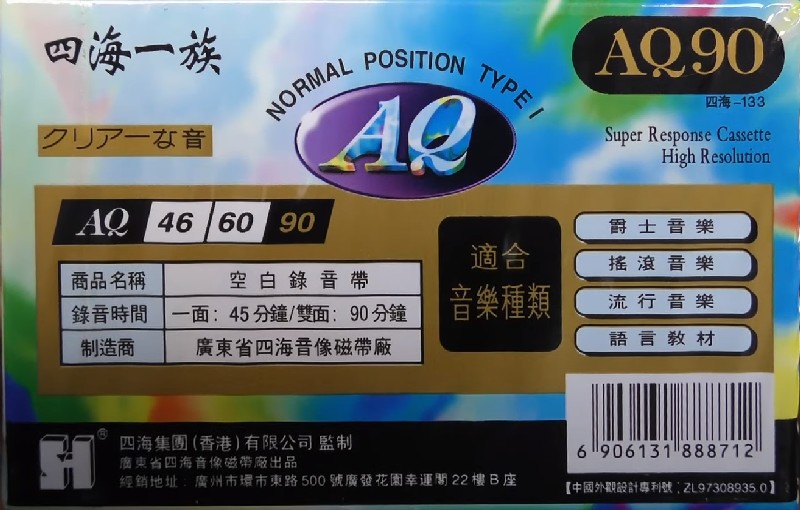 四海一族
NORMAL POSITION TYPE I
AQ
AQ90
四海-133
クリアーな音
Super Response Cassette
High Resolution
AQ 46 60 90
商品名稱 空白錄音帶
錄音時間 一面：45分鐘/雙面：90分鐘
制造商 廣東省四海音像磁帶廠
適合
音樂種類
爵士音樂
搖滾音樂
流行音樂
語言教材
6 906131 888712
四海集團(香港)有限公司 監制
廣東省四海音像磁帶廠出品
經銷地址：廣州市環市東路500號廣發花園幸運閣22樓B座
【中國外觀設計專利號：ZL97308935.0】
SH®